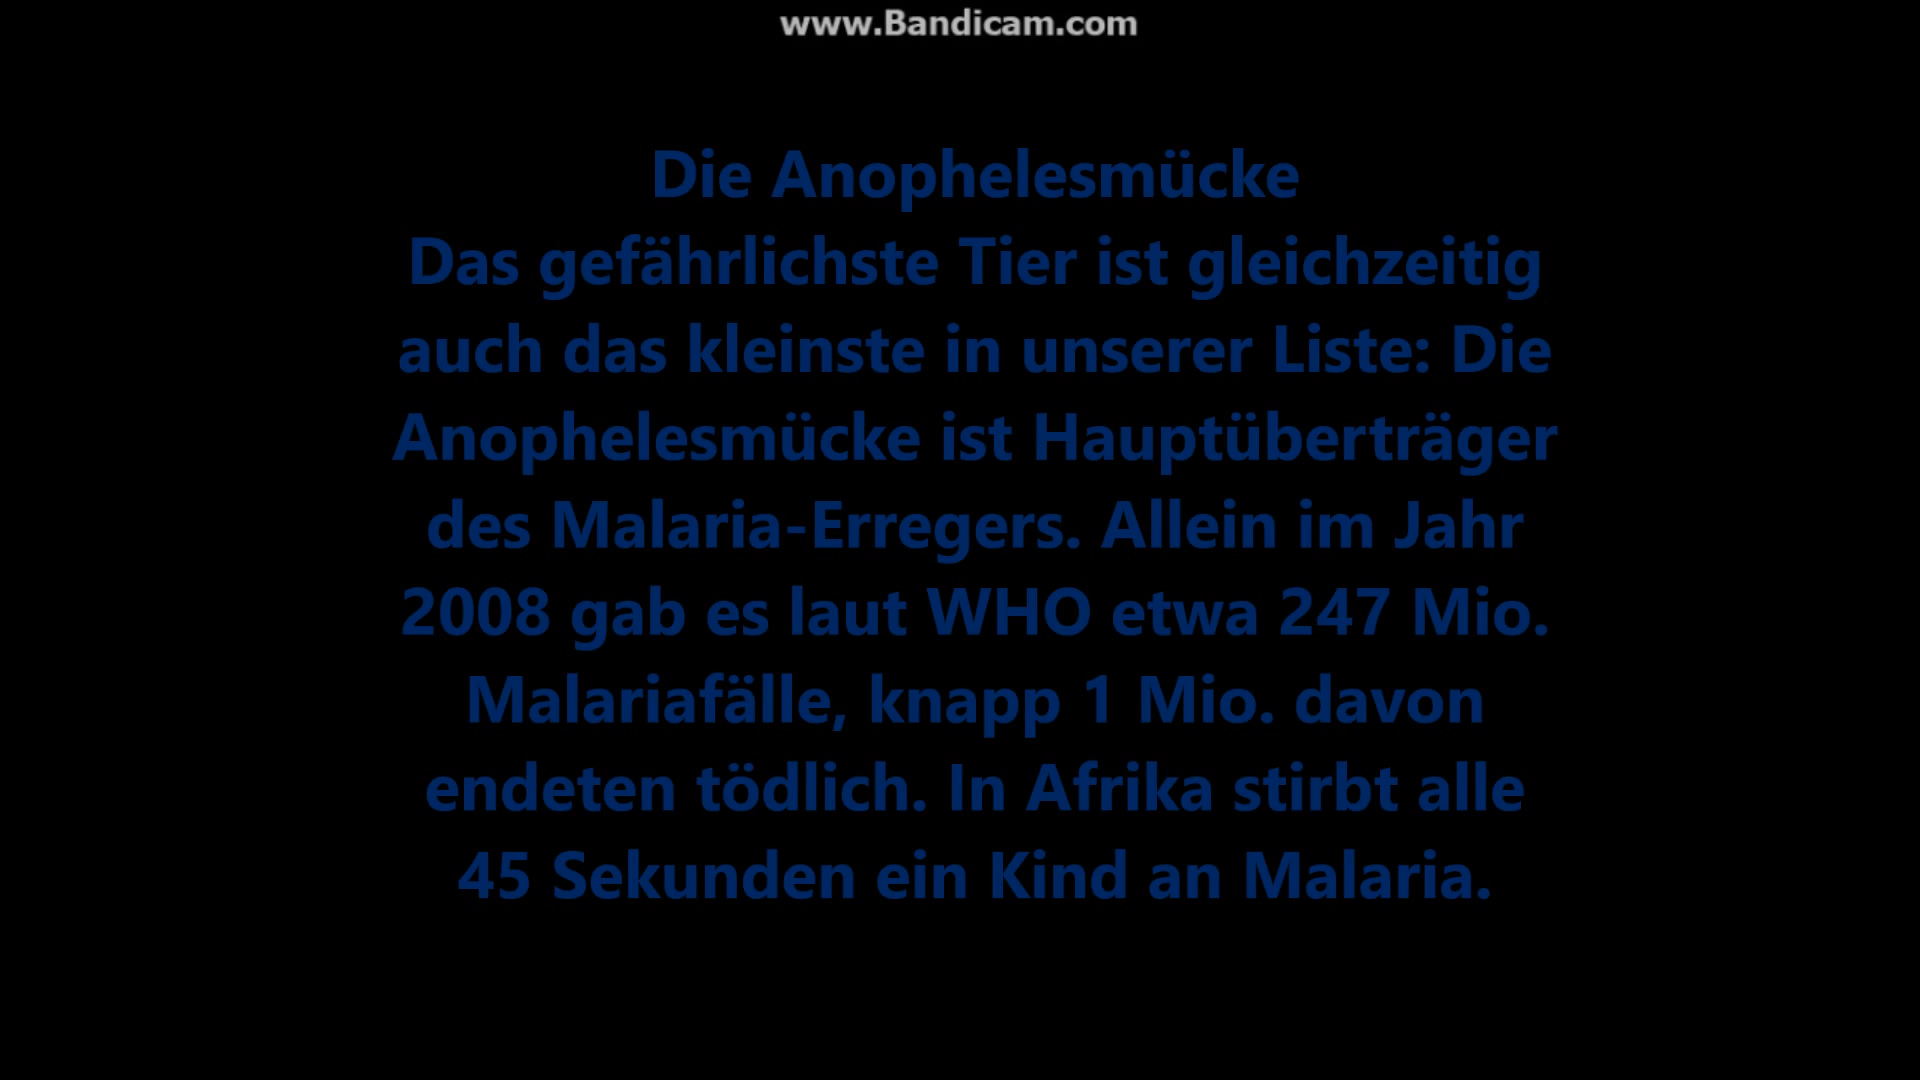 www.Bandicam.com
Die Anophelesmücke
Das gefährlichste Tier ist gleichzeitig
auch das kleinste in unserer Liste: Die
Anophelesmücke ist Hauptüberträger
des Malaria-Erregers. Allein im Jahr
2008 gab es laut WHO etwa 247 Mio.
Malariafälle, knapp 1 Mio. davon
endeten tödlich. In Afrika stirbt alle
45 Sekunden ein Kind an Malaria.